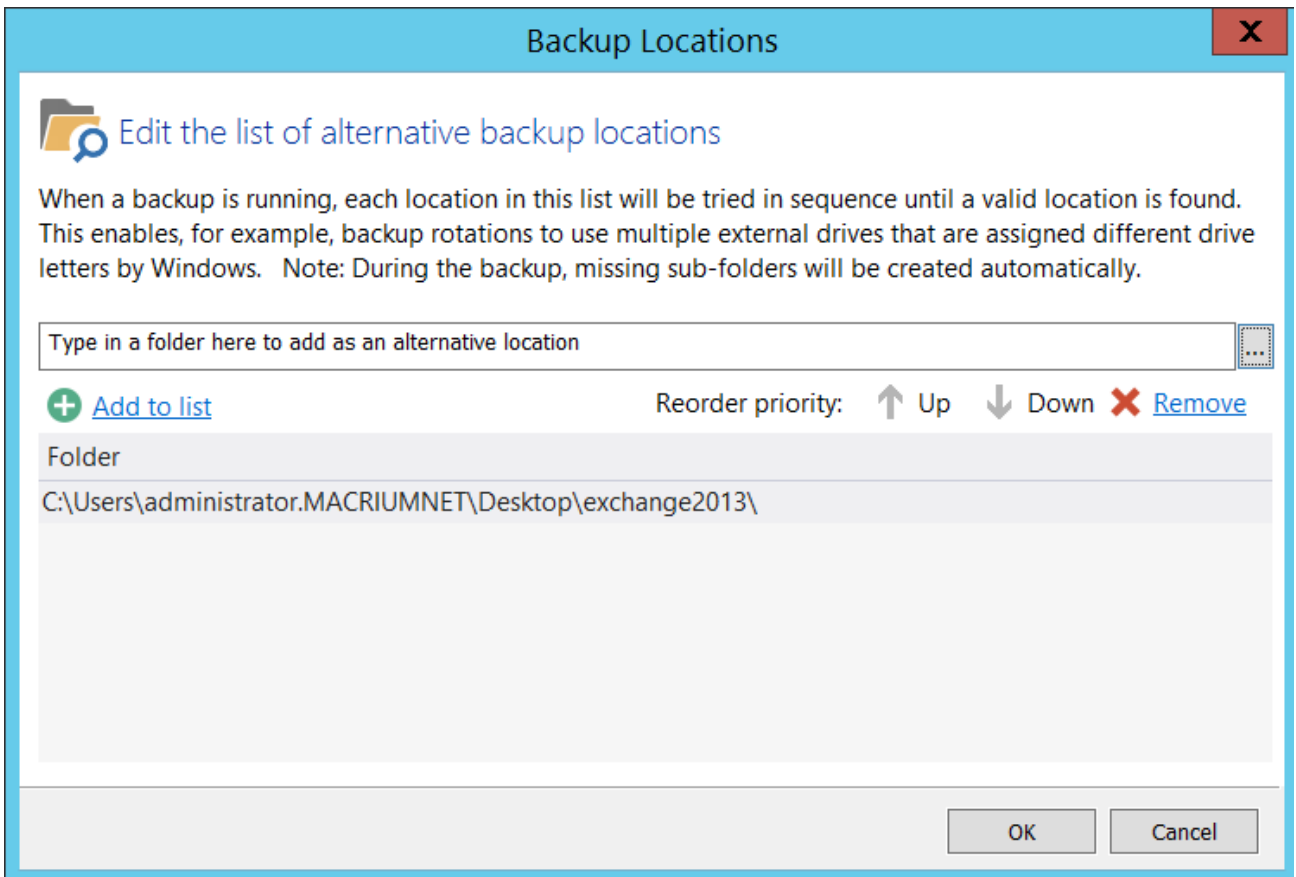 Backup Locations
X
Edit the list of alternative backup locations
When a backup is running, each location in this list will be tried in sequence until a valid location is found.
This enables, for example, backup rotations to use multiple external drives that are assigned different drive
letters by Windows.   Note: During the backup, missing sub-folders will be created automatically.
Type in a folder here to add as an alternative location
...
Add to list Reorder priority: Up Down Remove
Folder
C:\Users\administrator.MACRIUMNET\Desktop\exchange2013\
OK Cancel